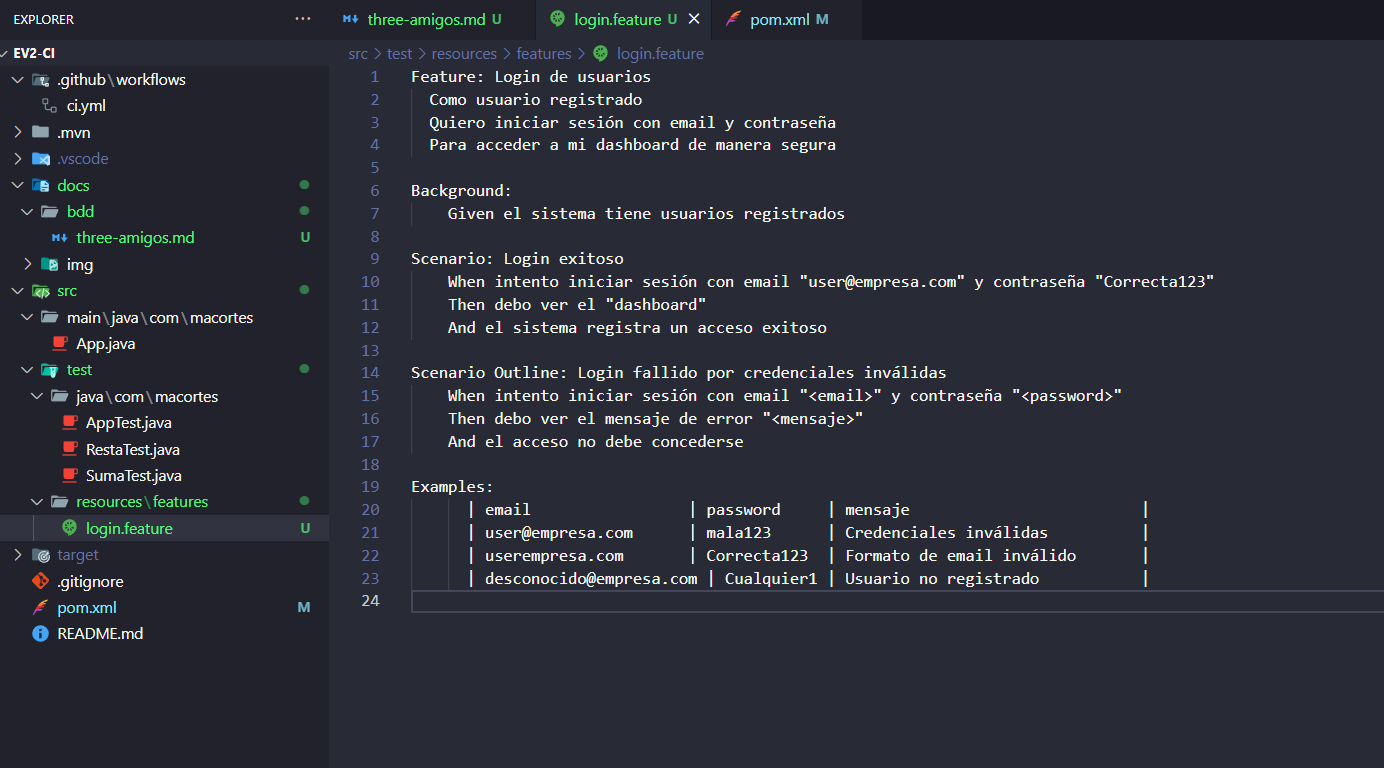 EXPLORER ···
EV2-CI
.github\workflows
ci.yml
.mvn
.vscode
docs
bdd
three-amigos.md U
img
src
main\java\com\macortes
App.java
test
java\com\macortes
AppTest.java
RestaTest.java
SumaTest.java
resources\features
login.feature U
target
.gitignore
pom.xml M
README.md
three-amigos.md U login.feature U × pom.xml M
src > test > resources > features > login.feature
1 Feature: Login de usuarios
2 Como usuario registrado
3 Quiero iniciar sesión con email y contraseña
4 Para acceder a mi dashboard de manera segura
5
6 Background:
7 Given el sistema tiene usuarios registrados
8
9 Scenario: Login exitoso
10 When intento iniciar sesión con email "user@empresa.com" y contraseña "Correcta123"
11 Then debo ver el "dashboard"
12 And el sistema registra un acceso exitoso
13
14 Scenario Outline: Login fallido por credenciales inválidas
15 When intento iniciar sesión con email "<email>" y contraseña "<password>"
16 Then debo ver el mensaje de error "<mensaje>"
17 And el acceso no debe concederse
18
19 Examples:
20 | email | password | mensaje |
21 | user@empresa.com | mala123 | Credenciales inválidas |
22 | userempresa.com | Correcta123 | Formato de email inválido |
23 | desconocido@empresa.com | Cualquier1 | Usuario no registrado |
24